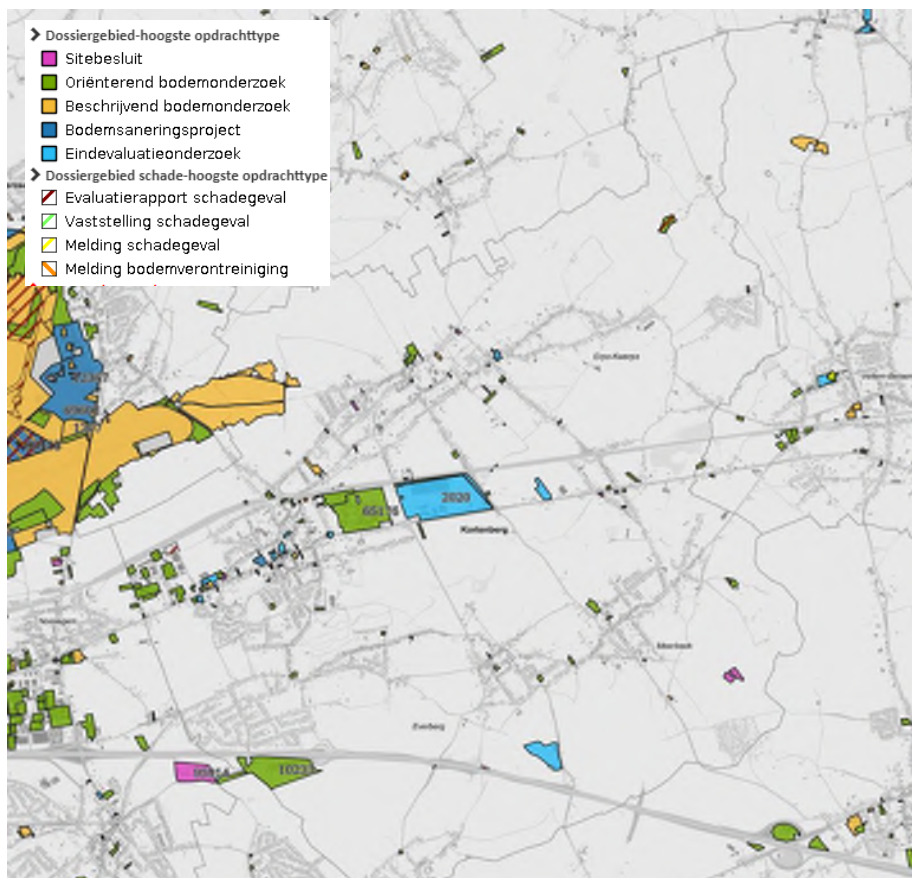 Dossiergebied-hoogste opdrachttype
Sitebesluit
Oriënterend bodemonderzoek
Beschrijvend bodemonderzoek
Bodemsaneringsproject
Eindevaluatieonderzoek
Dossiergebied schade-hoogste opdrachttype
Evaluatierapport schadegeval
Vaststelling schadegeval
Melding schadegeval
Melding bodemverontreiniging
2020
Kortenberg
Meerbeek
Everberg